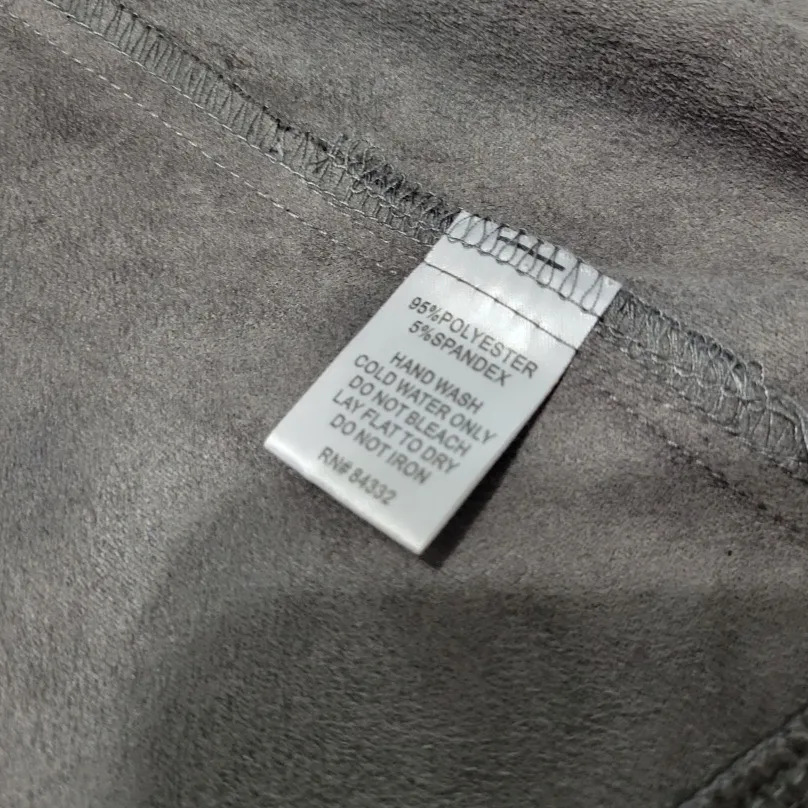 95%POLYESTER
5%SPANDEX
HAND WASH
COLD WATER ONLY
DO NOT BLEACH
LAY FLAT TO DRY
DO NOT IRON
RN# 84332